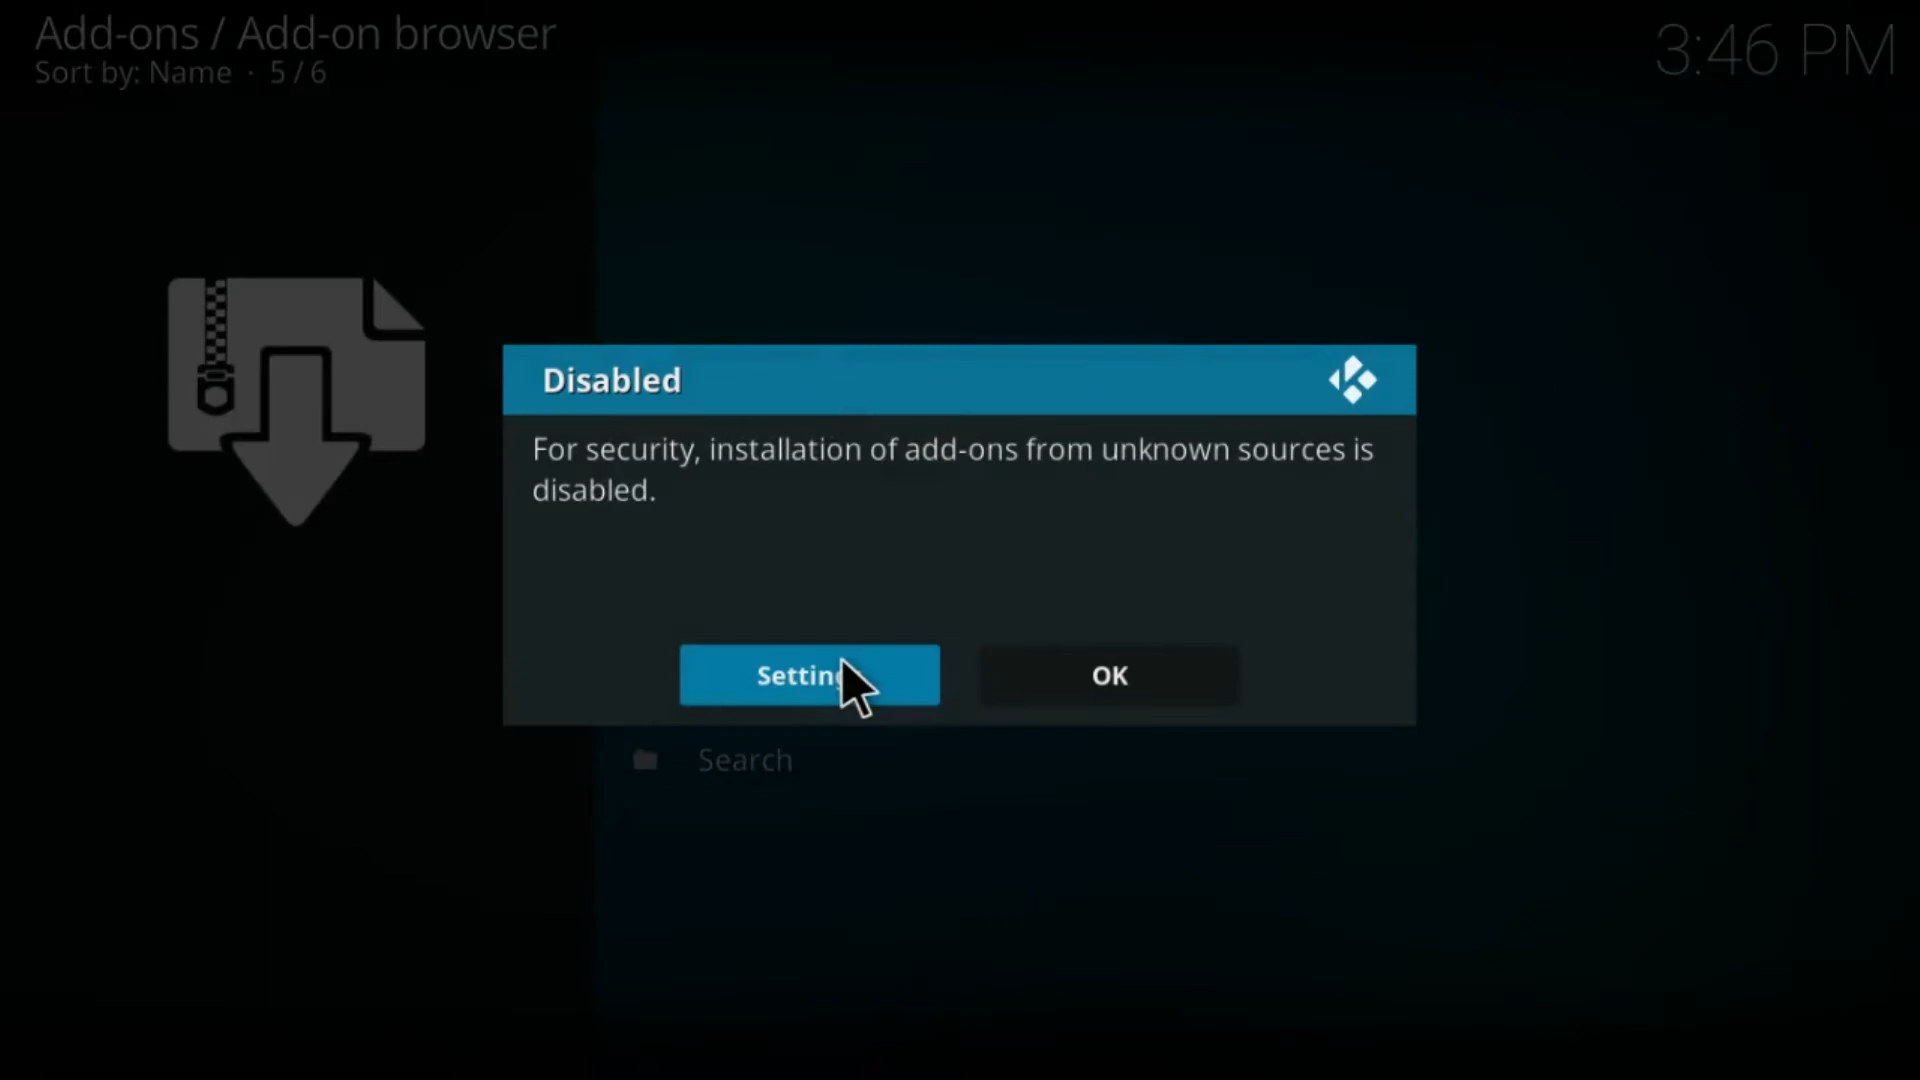 Add-ons / Add-on browser
Sort by: Name · 5 / 6
3:46 PM
Disabled
For security, installation of add-ons from unknown sources is
disabled.
Settings
OK
Search